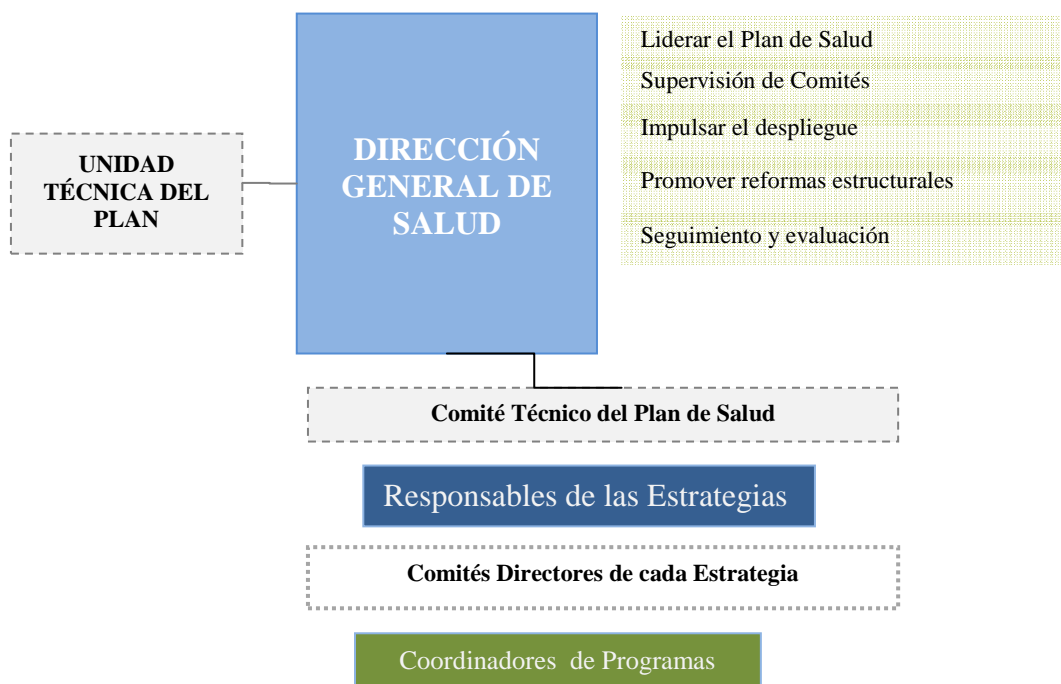 UNIDAD
TÉCNICA DEL
PLAN
DIRECCIÓN
GENERAL DE
SALUD
Liderar el Plan de Salud
Supervisión de Comités
Impulsar el despliegue
Promover reformas estructurales
Seguimiento y evaluación
Comité Técnico del Plan de Salud
Responsables de las Estrategias
Comités Directores de cada Estrategia
Coordinadores de Programas